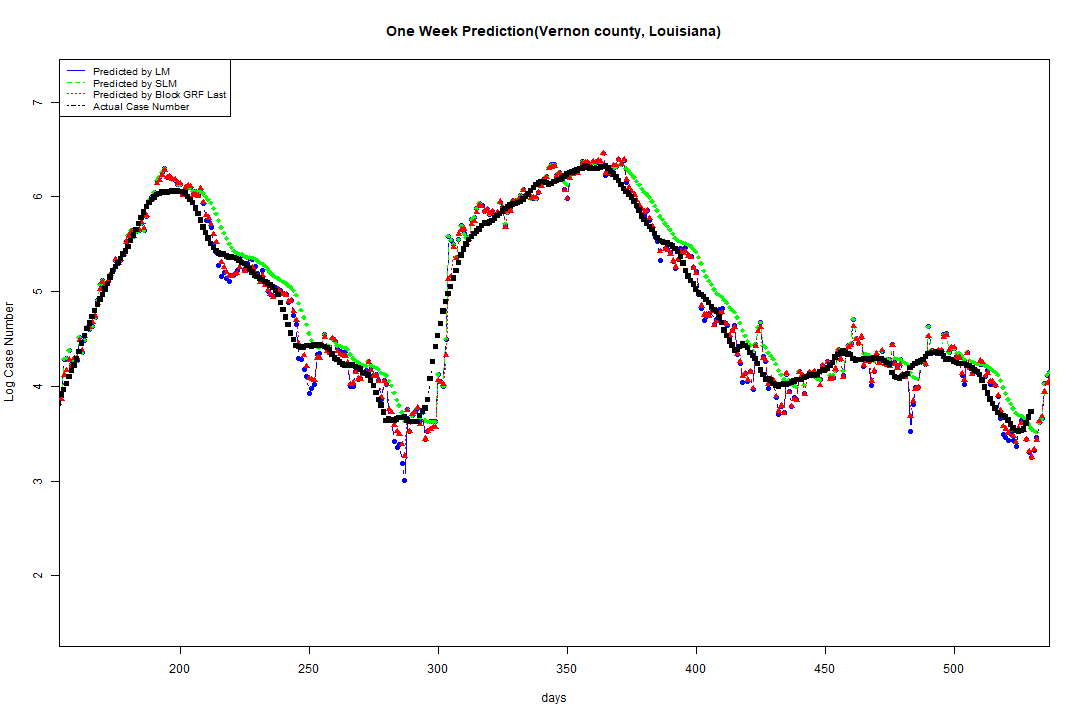 One Week Prediction(Vernon county, Louisiana)
Predicted by LM
Predicted by SLM
Predicted by Block GRF Last
Actual Case Number
Log Case Number
7
6
5
4
3
2
200 250 300 350 400 450 500
days